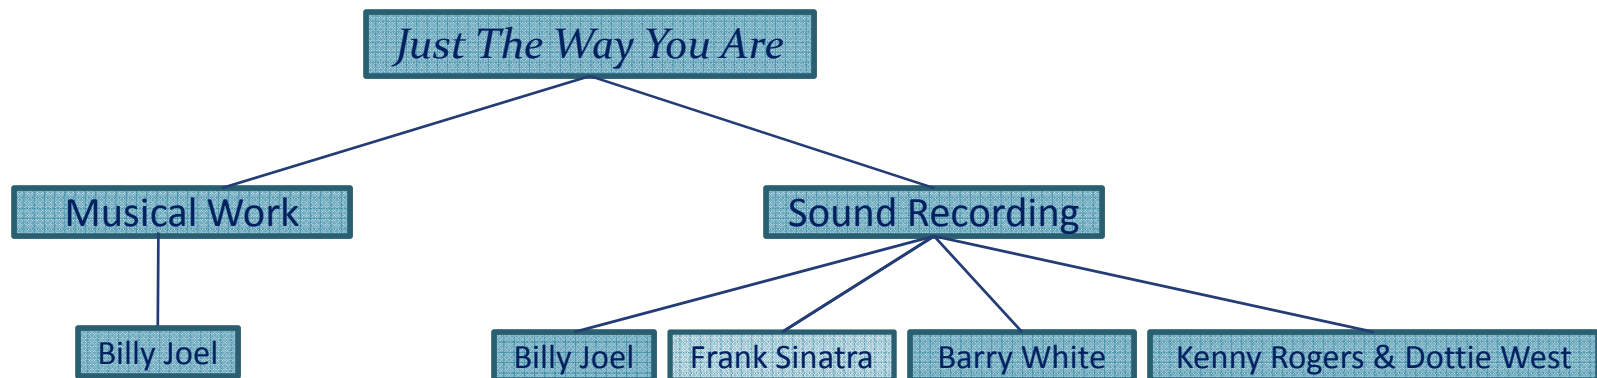 Just The Way You Are
Musical Work
Sound Recording
Billy Joel
Billy Joel
Frank Sinatra
Barry White
Kenny Rogers & Dottie West